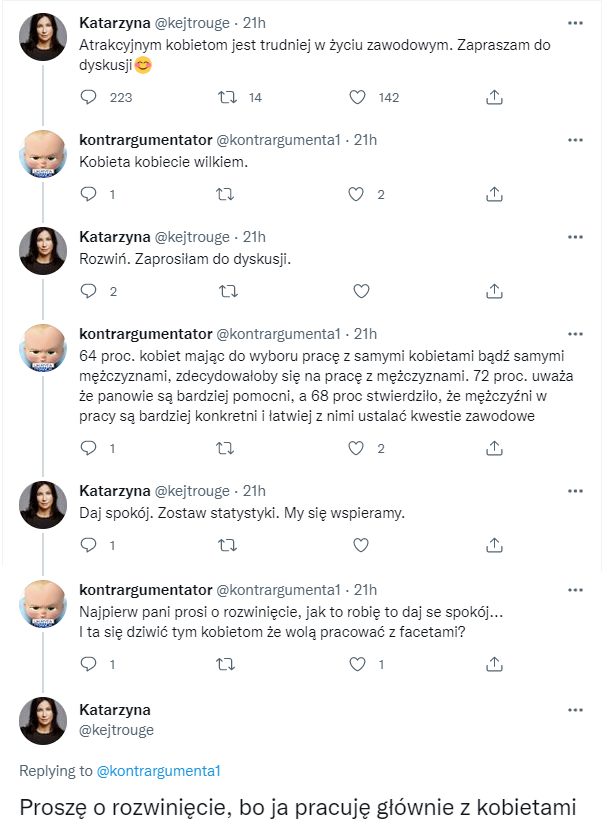 Katarzyna @kejtrouge · 21h
Atrakcyjnym kobietom jest trudniej w życiu zawodowym. Zapraszam do
dyskusji😊
223 14 142
kontrargumentator @kontrargumenta1 · 21h
Kobieta kobiecie wilkiem.
1 2
Katarzyna @kejtrouge · 21h
Rozwiń. Zaprosiłam do dyskusji.
2
kontrargumentator @kontrargumenta1 · 21h
64 proc. kobiet mając do wyboru pracę z samymi kobietami bądź samymi
mężczyznami, zdecydowałoby się na pracę z mężczyznami. 72 proc. uważa
że panowie są bardziej pomocni, a 68 proc stwierdziło, że mężczyźni w
pracy są bardziej konkretni i łatwiej z nimi ustalać kwestie zawodowe
1 2
Katarzyna @kejtrouge · 21h
Daj spokój. Zostaw statystyki. My się wspieramy.
1
kontrargumentator @kontrargumenta1 · 21h
Najpierw pani prosi o rozwinięcie, jak to robię to daj se spokój...
I ta się dziwić tym kobietom że wolą pracować z facetami?
1 1
Katarzyna
@kejtrouge
Replying to @kontrargumenta1
Proszę o rozwinięcie, bo ja pracuję głównie z kobietami